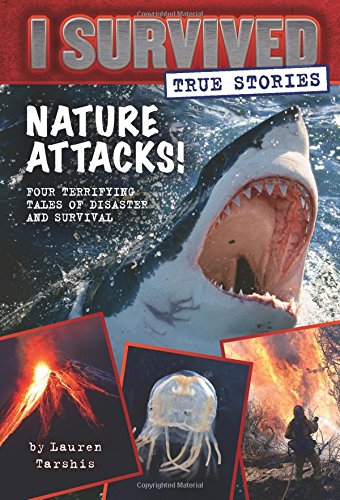 I SURVIVED
TRUE STORIES
NATURE
ATTACKS!
FOUR TERRIFYING
TALES OF DISASTER
AND SURVIVAL
by Lauren
Tarshis